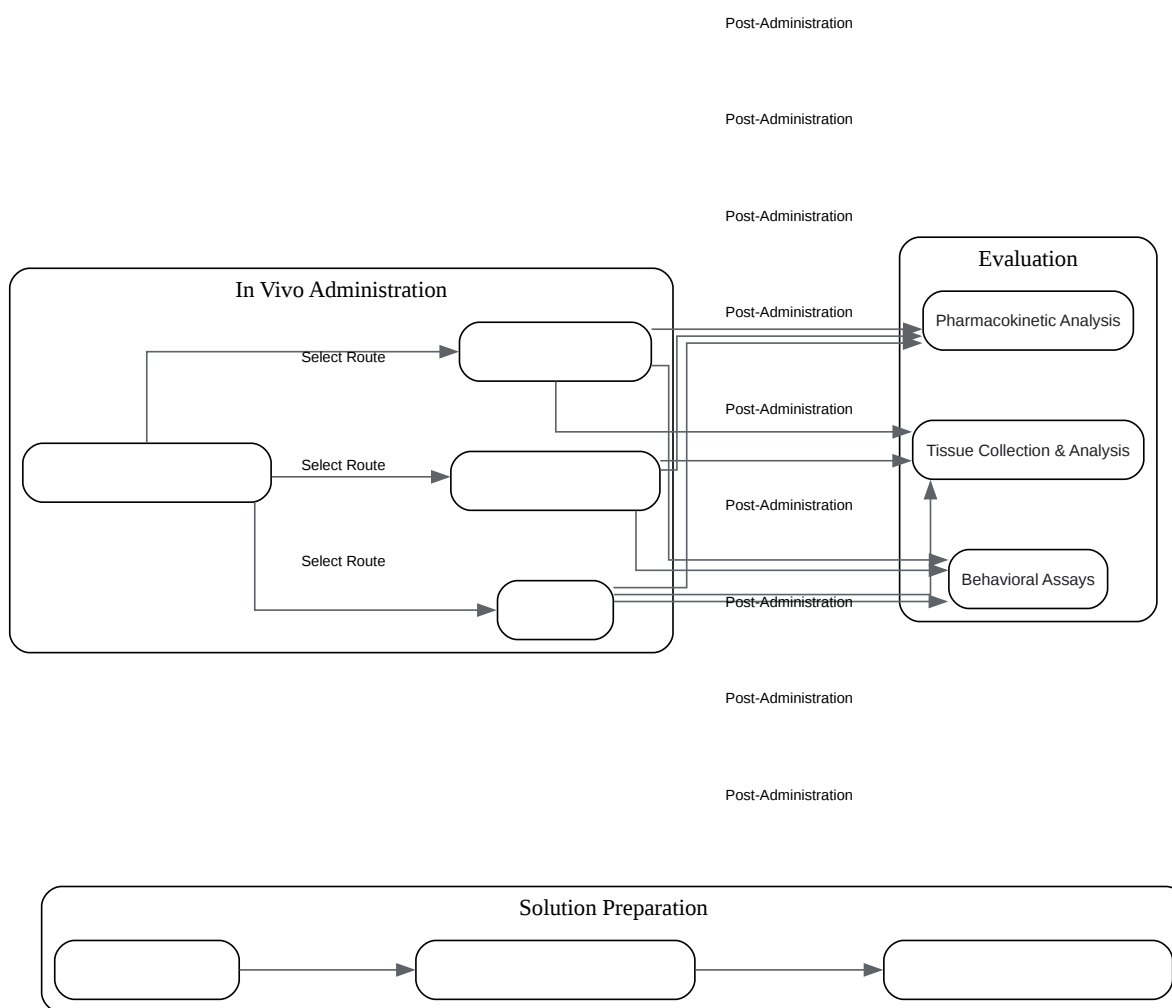 Post-Administration
Post-Administration
Post-Administration
Evaluation
In Vivo Administration
Post-Administration
Pharmacokinetic Analysis
Select Route
Post-Administration
Tissue Collection & Analysis
Select Route
Post-Administration
Select Route
Behavioral Assays
Post-Administration
Post-Administration
Post-Administration
Solution Preparation